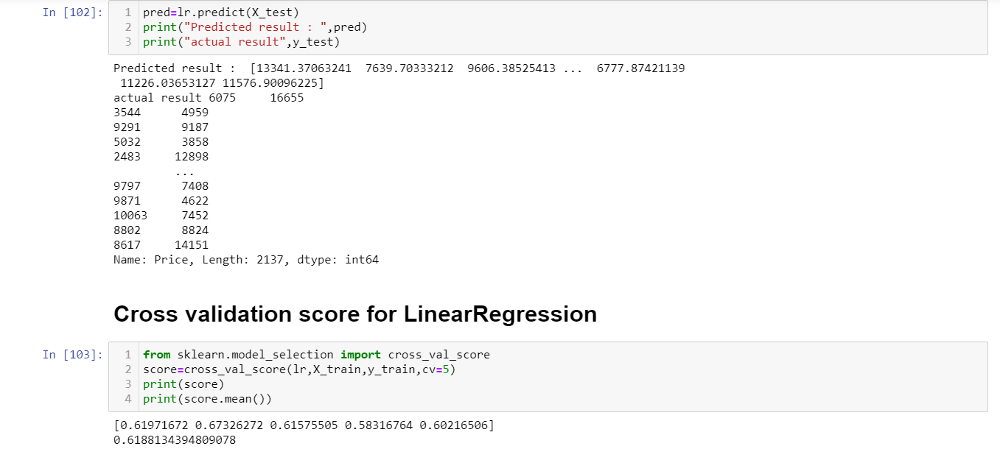 In [102]:
1 pred=lr.predict(X_test)
2 print("Predicted result : ",pred)
3 print("actual result",y_test)
Predicted result :  [13341.37063241  7639.70333212  9606.38525413 ...  6777.87421139
 11226.03653127 11576.90096225]
actual result 6075     16655
3544      4959
9291      9187
5032      3858
2483     12898
         ...
9797      7408
9871      4622
10063     7452
8802      8824
8617     14151
Name: Price, Length: 2137, dtype: int64
Cross validation score for LinearRegression
In [103]:
1 from sklearn.model_selection import cross_val_score
2 score=cross_val_score(lr,X_train,y_train,cv=5)
3 print(score)
4 print(score.mean())
[0.61971672 0.67326272 0.61575505 0.58316764 0.60216506]
0.6188134394809078